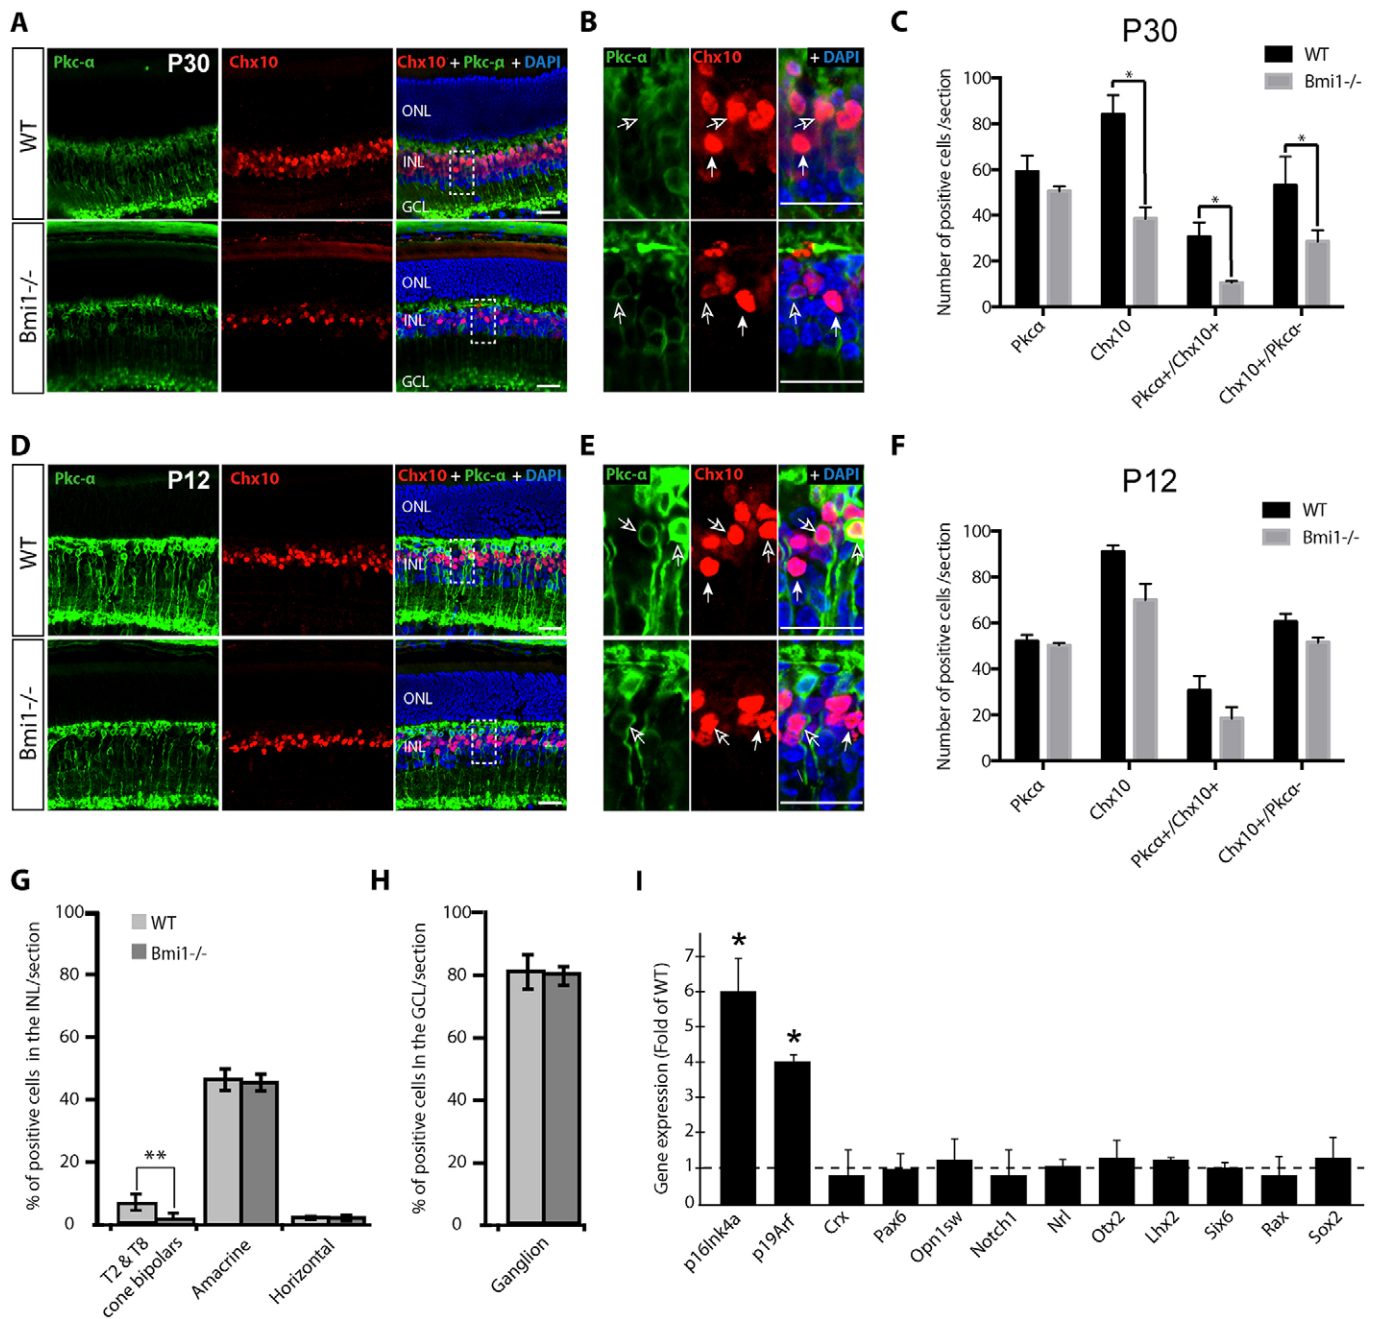 A
B
C
Pkc-α
P30
Chx10
Chx10 + Pkc-α + DAPI
Pkc-α
Chx10
+ DAPI
P30
WT
Bmi1-/-
WT
ONL
INL
GCL
Bmi1-/-
ONL
INL
GCL
Number of positive cells /section
100
80
60
40
20
0
*
*
*
Pkcα
Chx10
Pkcα+/Chx10+
Chx10+/Pkcα-
D
E
F
Pkc-α
P12
Chx10
Chx10 + Pkc-α + DAPI
Pkc-α
Chx10
+ DAPI
P12
WT
Bmi1-/-
WT
ONL
INL
Bmi1-/-
ONL
INL
Number of positive cells /section
100
80
60
40
20
0
Pkcα
Chx10
Pkcα+/Chx10+
Chx10+/Pkcα-
G
H
I
% of positive cells in the INL/section
100
80
60
40
20
0
WT
Bmi1-/-
**
T2 & T8
cone bipolars
Amacrine
Horizontal
% of positive cells In the GCL/section
100
80
60
40
20
0
Ganglion
Gene expression (Fold of WT)
7
6
5
4
3
2
1
0
*
*
p16Ink4a
p19Arf
Crx
Pax6
Opn1sw
Notch1
Nrl
Otx2
Lhx2
Six6
Rax
Sox2